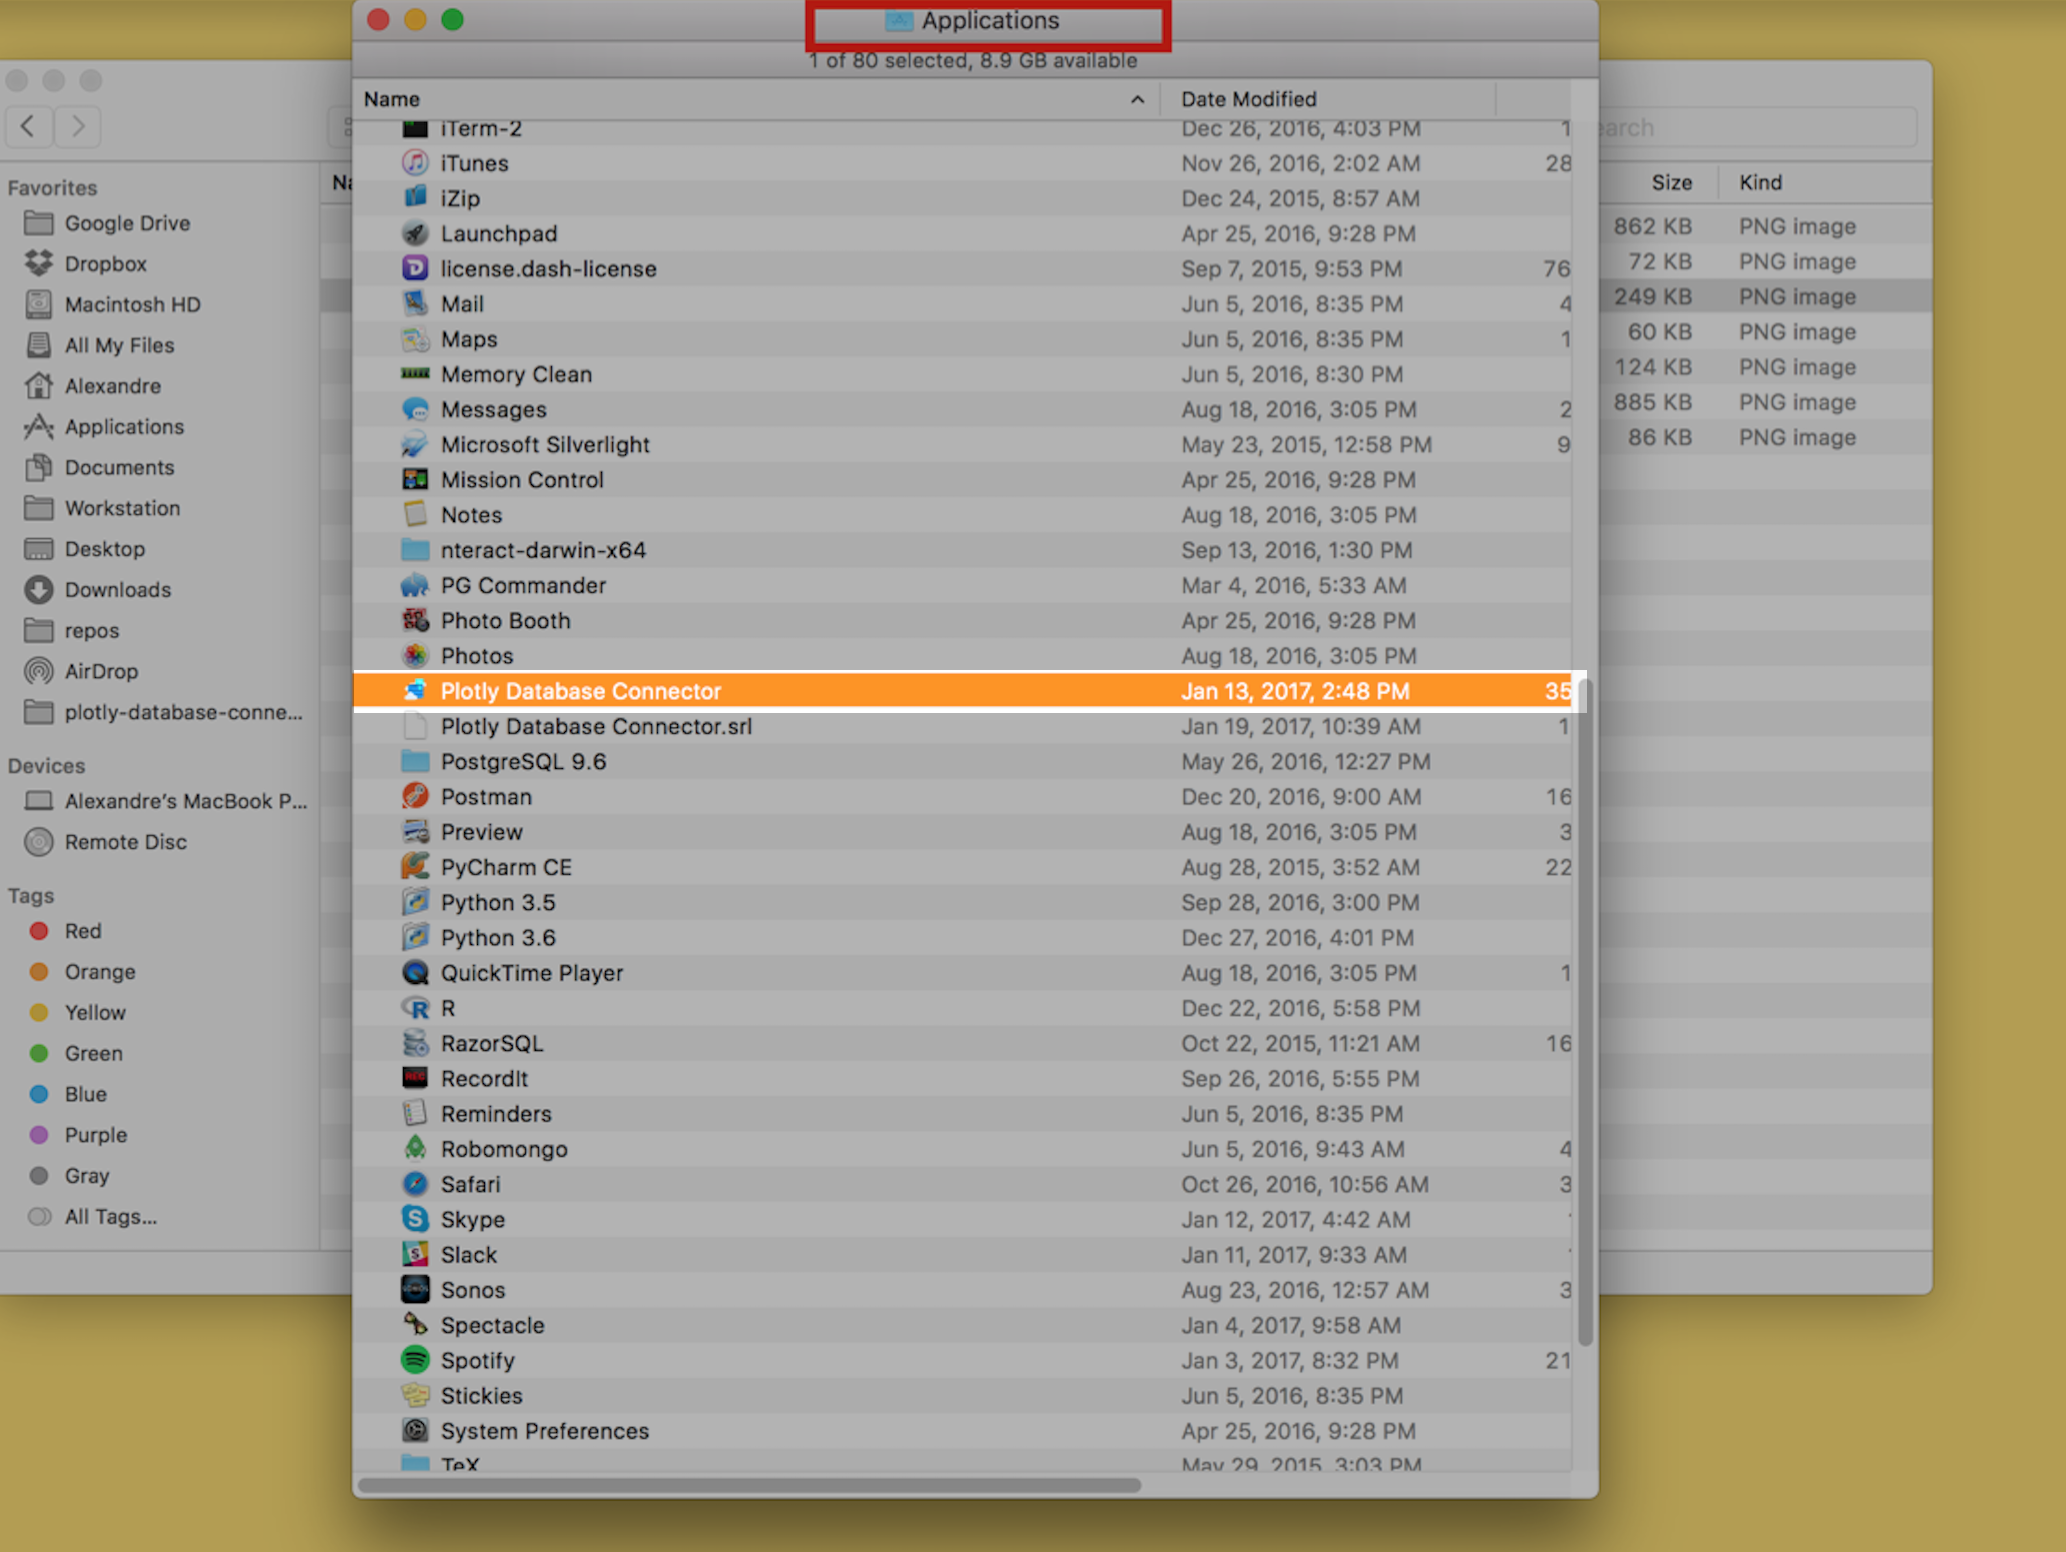 Applications
1 of 80 selected, 8.9 GB available
Name Date Modified
iTerm-2 Dec 26, 2016, 4:03 PM 1
iTunes Nov 26, 2016, 2:02 AM 28
iZip Dec 24, 2015, 8:57 AM
Launchpad Apr 25, 2016, 9:28 PM
license.dash-license Sep 7, 2015, 9:53 PM 76
Mail Jun 5, 2016, 8:35 PM 4
Maps Jun 5, 2016, 8:35 PM 1
Memory Clean Jun 5, 2016, 8:30 PM
Messages Aug 18, 2016, 3:05 PM 2
Microsoft Silverlight May 23, 2015, 12:58 PM 9
Mission Control Apr 25, 2016, 9:28 PM
Notes Aug 18, 2016, 3:05 PM
nteract-darwin-x64 Sep 13, 2016, 1:30 PM
PG Commander Mar 4, 2016, 5:33 AM
Photo Booth Apr 25, 2016, 9:28 PM
Photos Aug 18, 2016, 3:05 PM
Plotly Database Connector Jan 13, 2017, 2:48 PM 35
Plotly Database Connector.srl Jan 19, 2017, 10:39 AM 1
PostgreSQL 9.6 May 26, 2016, 12:27 PM
Postman Dec 20, 2016, 9:00 AM 16
Preview Aug 18, 2016, 3:05 PM 3
PyCharm CE Aug 28, 2015, 3:52 AM 22
Python 3.5 Sep 28, 2016, 3:00 PM
Python 3.6 Dec 27, 2016, 4:01 PM
QuickTime Player Aug 18, 2016, 3:05 PM 1
R Dec 22, 2016, 5:58 PM
RazorSQL Oct 22, 2015, 11:21 AM 16
RecordIt Sep 26, 2016, 5:55 PM
Reminders Jun 5, 2016, 8:35 PM
Robomongo Jun 5, 2016, 9:43 AM 4
Safari Oct 26, 2016, 10:56 AM 3
Skype Jan 12, 2017, 4:42 AM
Slack Jan 11, 2017, 9:33 AM
Sonos Aug 23, 2016, 12:57 AM 3
Spectacle Jan 4, 2017, 9:58 AM
Spotify Jan 3, 2017, 8:32 PM 21
Stickies Jun 5, 2016, 8:35 PM
System Preferences Apr 25, 2016, 9:28 PM
TeX May 29, 2015, 3:03 PM
Favorites
Google Drive
Dropbox
Macintosh HD
All My Files
Alexandre
Applications
Documents
Workstation
Desktop
Downloads
repos
AirDrop
plotly-database-conne...
Devices
Alexandre's MacBook P...
Remote Disc
Tags
Red
Orange
Yellow
Green
Blue
Purple
Gray
All Tags...
Na
earch
Size Kind
862 KB PNG image
72 KB PNG image
249 KB PNG image
60 KB PNG image
124 KB PNG image
885 KB PNG image
86 KB PNG image